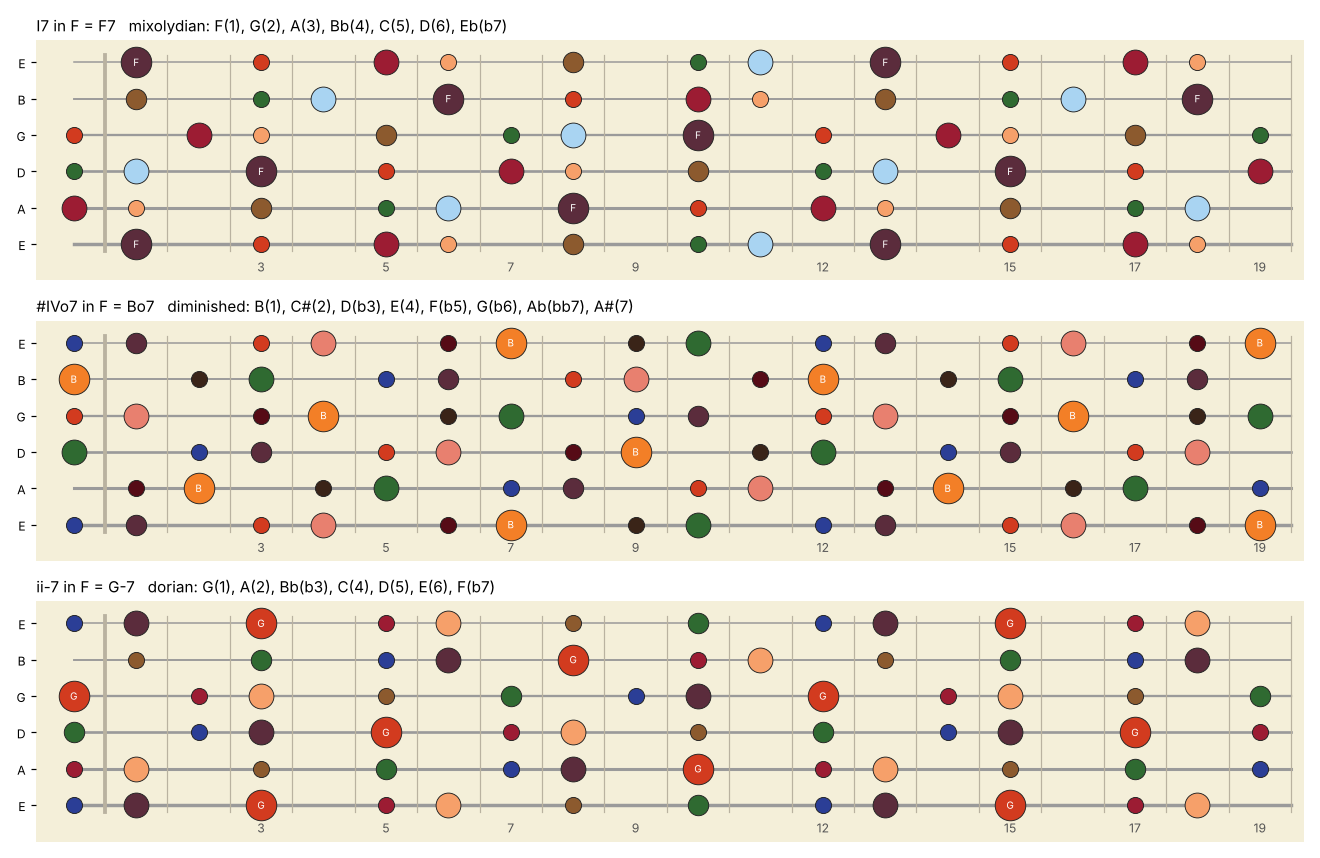 I7 in F = F7 mixolydian: F(1), G(2), A(3), Bb(4), C(5), D(6), Eb(b7)
E F F
B F F
G F
D F F
A F
E F F
3 5 7 9 12 15 17 19
#IVo7 in F = Bo7 diminished: B(1), C#(2), D(b3), E(4), F(b5), G(b6), Ab(bb7), A#(7)
E B B
B B B
G B B
D B
A B B
E B B
3 5 7 9 12 15 17 19
ii-7 in F = G-7 dorian: G(1), A(2), Bb(b3), C(4), D(5), E(6), F(b7)
E G G
B G
G G G
D G G
A G
E G G
3 5 7 9 12 15 17 19